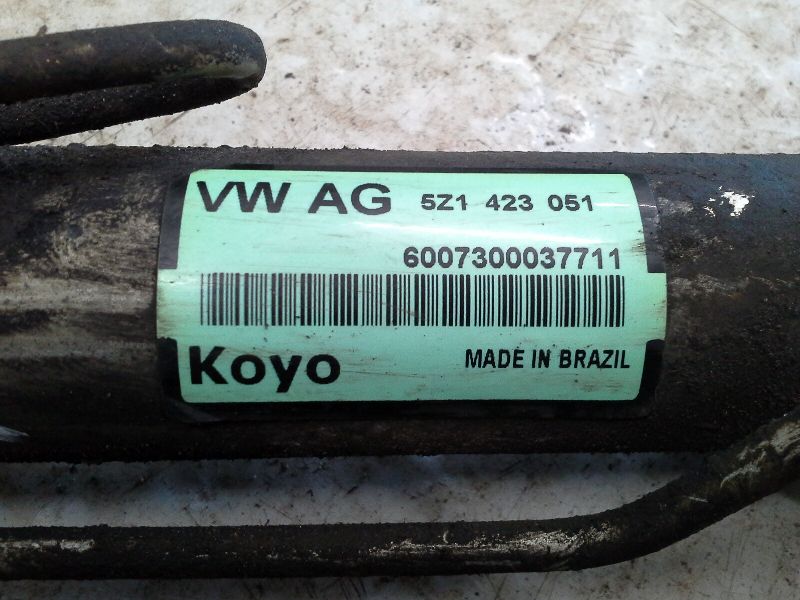 VW AG 5Z1 423 051
6007300037711
Koyo MADE IN BRAZIL